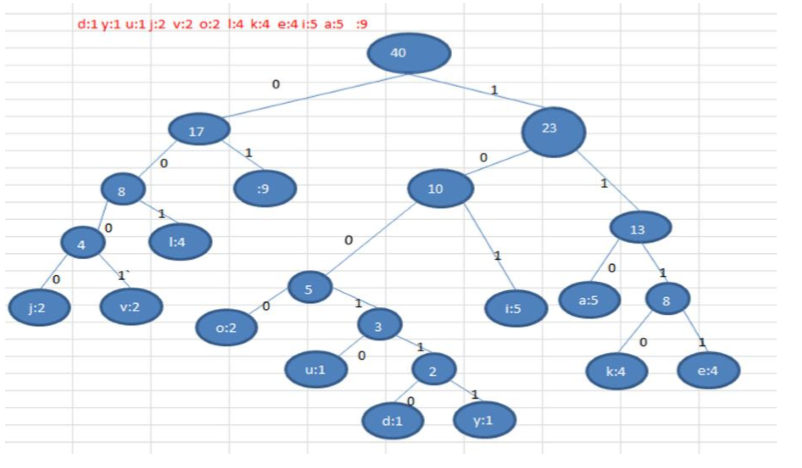 d:1 y:1 u:1 j:2 v:2 o:2 l:4 k:4 e:4 i:5 a:5 :9
40
0 1
17 23
0 1 0 1
8 :9 10 13
0 1 0 1 0 1
4 l:4 5 i:5 a:5 8
0 1` 0 1 0 1
j:2 v:2 o:2 3 k:4 e:4
0 1
u:1 2
0 1
d:1 y:1